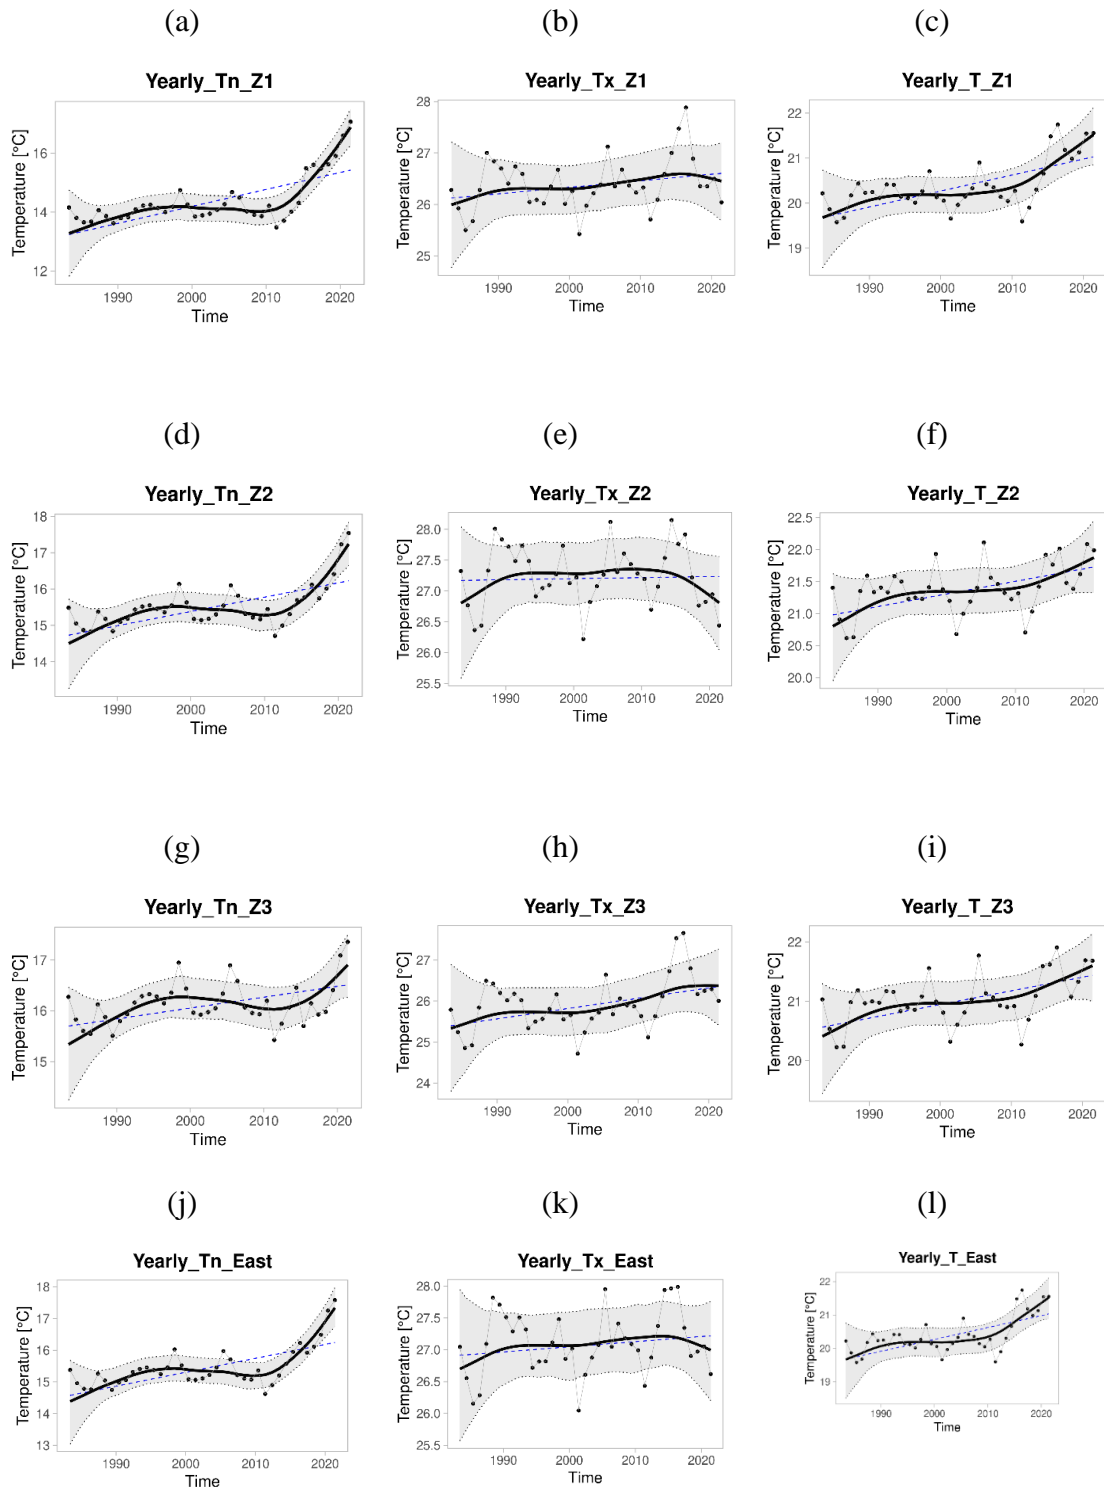 (a) (b) (c)
Yearly_Tn_Z1 Yearly_Tx_Z1 Yearly_T_Z1
Temperature [°C]
16
14
12
1990 2000 2010 2020
Time
Temperature [°C]
28
27
26
25
1990 2000 2010 2020
Time
Temperature [°C]
22
21
20
19
1990 2000 2010 2020
Time
(d) (e) (f)
Yearly_Tn_Z2 Yearly_Tx_Z2 Yearly_T_Z2
Temperature [°C]
18
17
16
15
14
1990 2000 2010 2020
Time
Temperature [°C]
28.0
27.5
27.0
26.5
26.0
25.5
1990 2000 2010 2020
Time
Temperature [°C]
22.5
22.0
21.5
21.0
20.5
20.0
1990 2000 2010 2020
Time
(g) (h) (i)
Yearly_Tn_Z3 Yearly_Tx_Z3 Yearly_T_Z3
Temperature [°C]
17
16
15
1990 2000 2010 2020
Time
Temperature [°C]
27
26
25
24
1990 2000 2010 2020
Time
Temperature [°C]
22
21
20
1990 2000 2010 2020
Time
(j) (k) (l)
Yearly_Tn_East Yearly_Tx_East Yearly_T_East
Temperature [°C]
18
17
16
15
14
13
1990 2000 2010 2020
Time
Temperature [°C]
28.0
27.5
27.0
26.5
26.0
25.5
1990 2000 2010 2020
Time
Temperature [°C]
22
21
20
19
1990 2000 2010 2020
Time